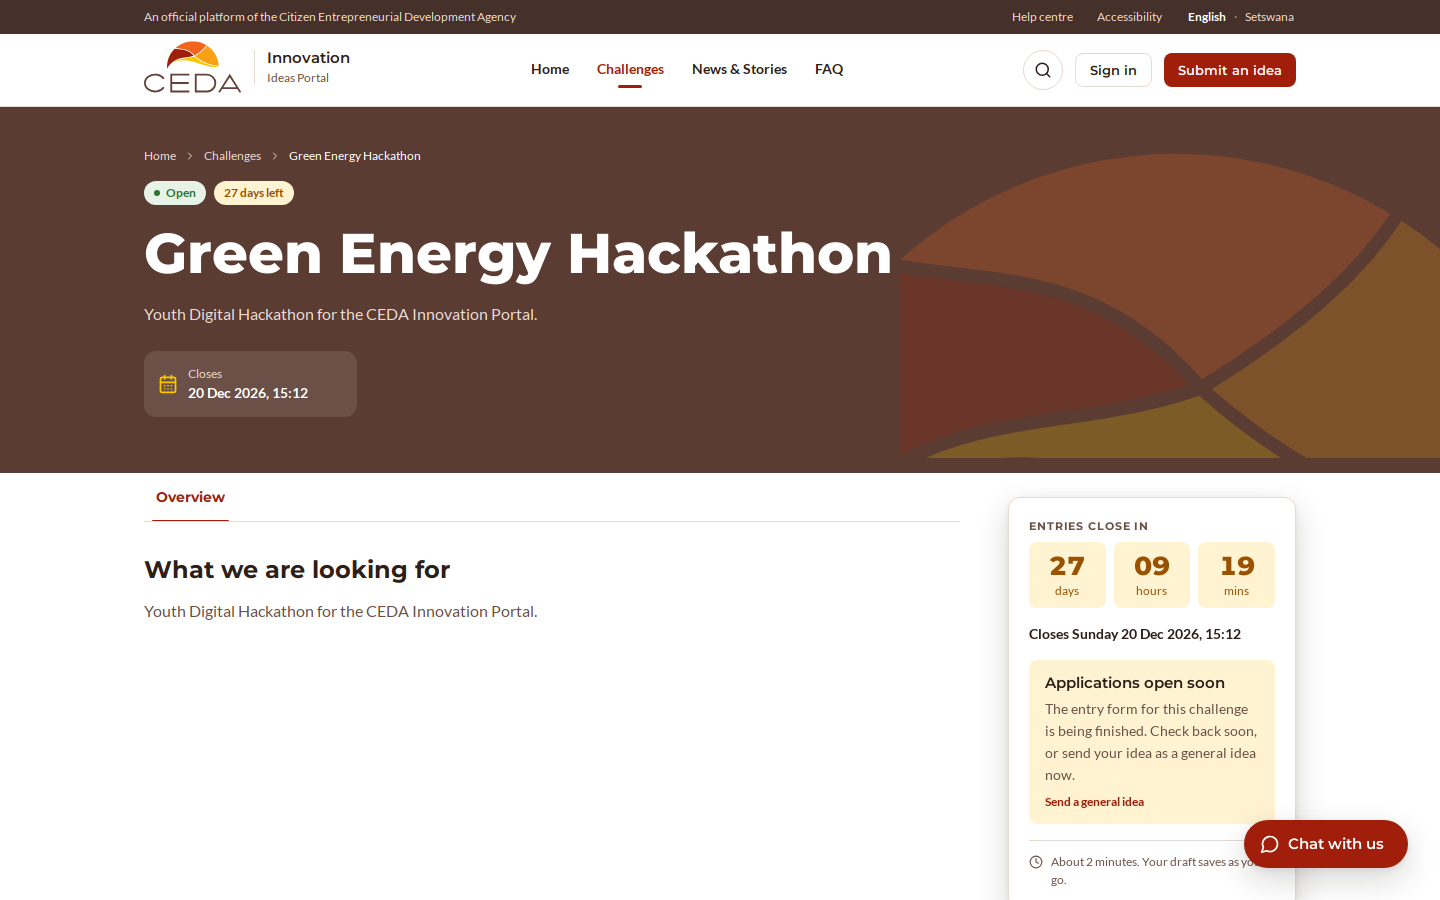 An official platform of the Citizen Entrepreneurial Development Agency
Help centre
Accessibility
English · Setswana
CEDA
Innovation
Ideas Portal
Home
Challenges
News & Stories
FAQ
Sign in
Submit an idea
Home > Challenges > Green Energy Hackathon
Open
27 days left
Green Energy Hackathon
Youth Digital Hackathon for the CEDA Innovation Portal.
Closes
20 Dec 2026, 15:12
Overview
What we are looking for
Youth Digital Hackathon for the CEDA Innovation Portal.
ENTRIES CLOSE IN
27 09 19
days hours mins
Closes Sunday 20 Dec 2026, 15:12
Applications open soon
The entry form for this challenge
is being finished. Check back soon,
or send your idea as a general idea
now.
Send a general idea
About 2 minutes. Your draft saves as you
go.
Chat with us